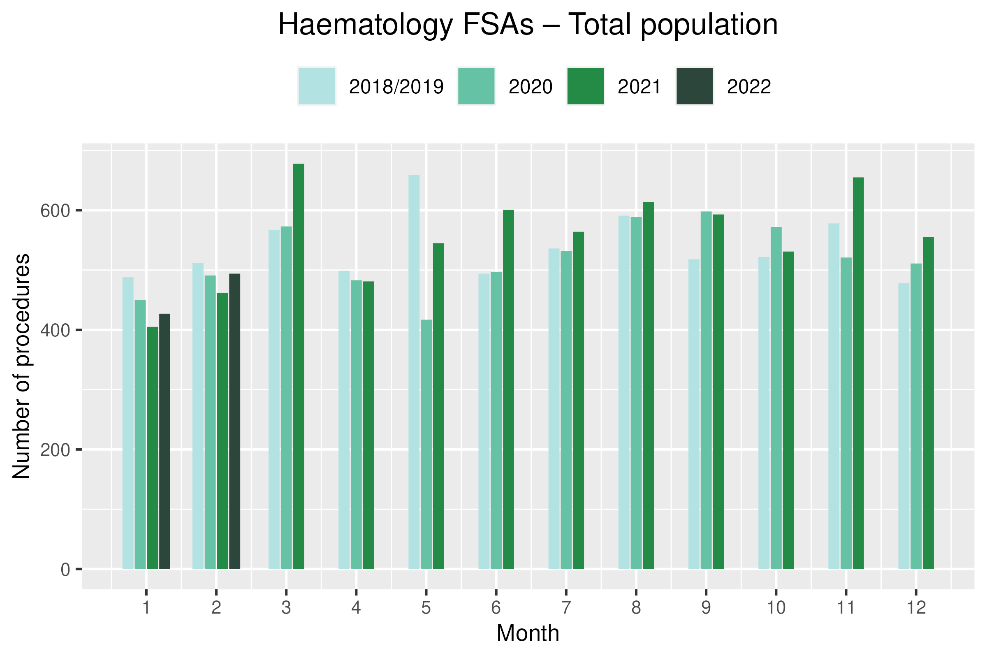 Haematology FSAs – Total population
2018/2019 2020 2021 2022
Number of procedures
600
400
200
0
1 2 3 4 5 6 7 8 9 10 11 12
Month